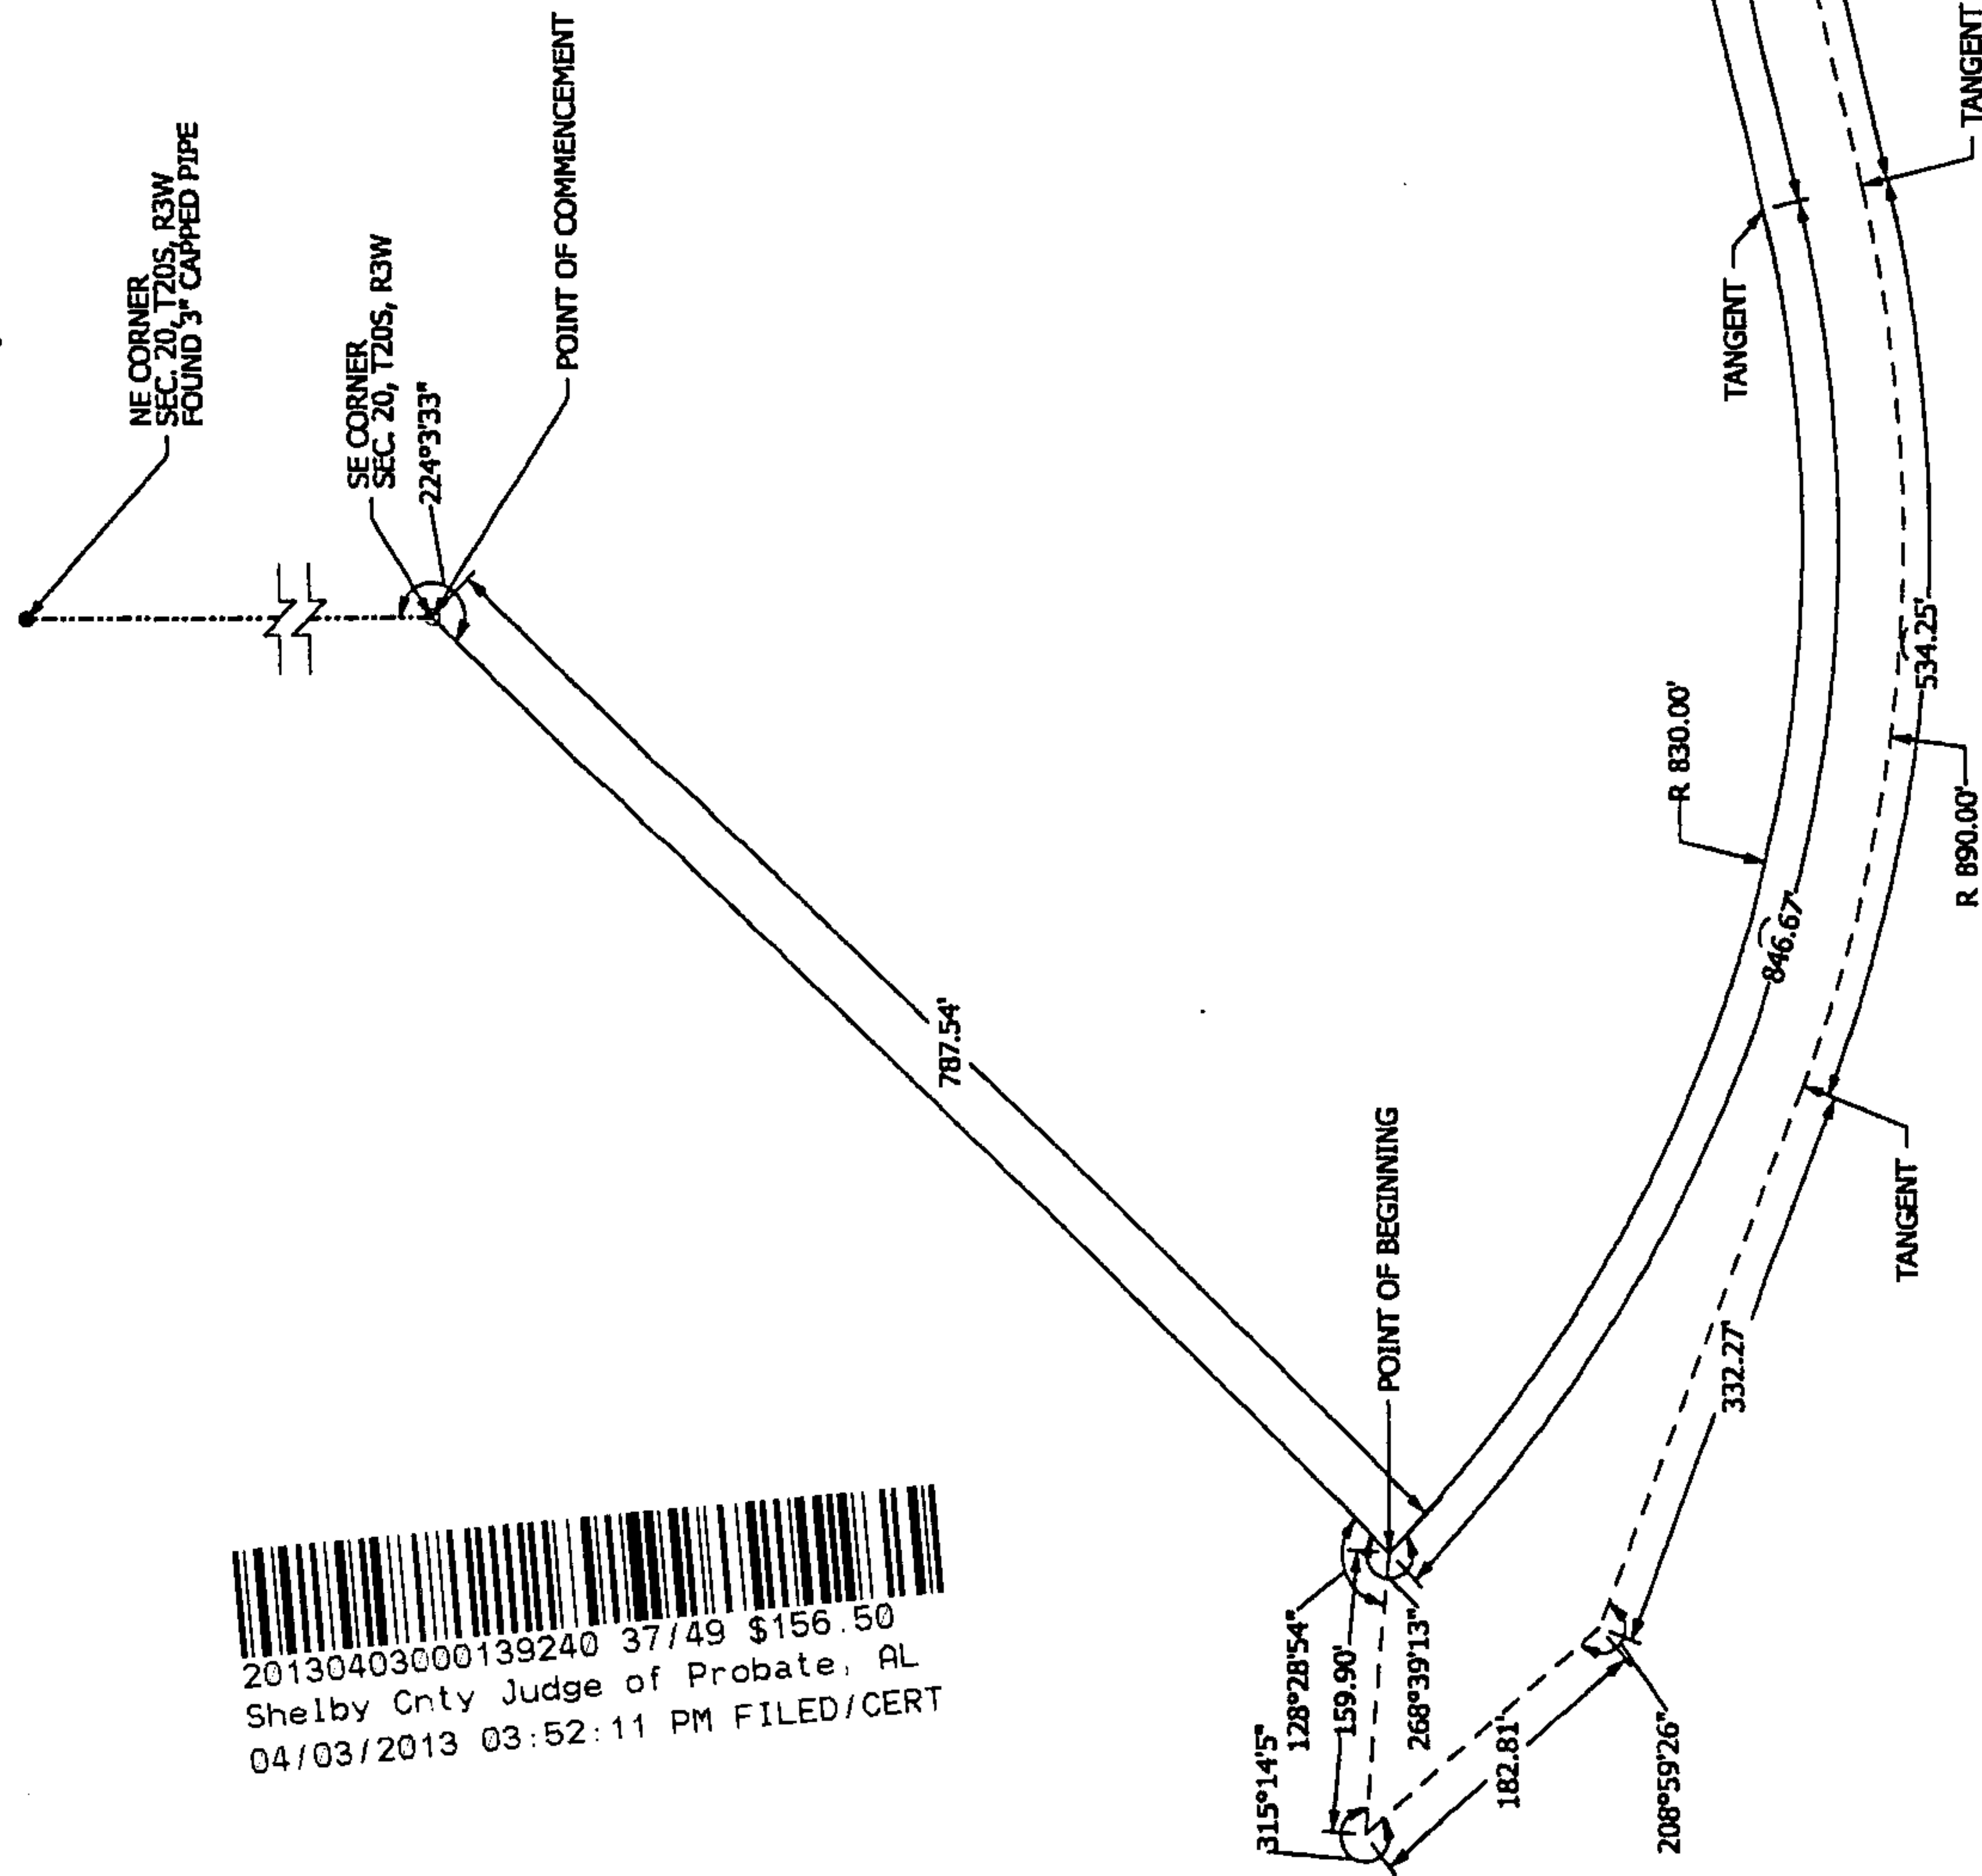 NE CORNER
SEC. 20, T20S, R3W
FOUND 3" CAPPED PIPE
SE CORNER
SEC. 20, T20S, R3W
224°3'33"
POINT OF COMMENCEMENT
787.54'
POINT OF BEGINNING
128°28'54"
159.90'
315°14'5"
268°39'13"
182.81'
208°59'26"
332.27'
TANGENT
R 830.00'
846.67'
TANGENT
534.25'
R 890.00'
TANGENT
20130403000139240 37/49 $156.50
Shelby Cnty Judge of Probate, AL
04/03/2013 03:52:11 PM FILED/CERT